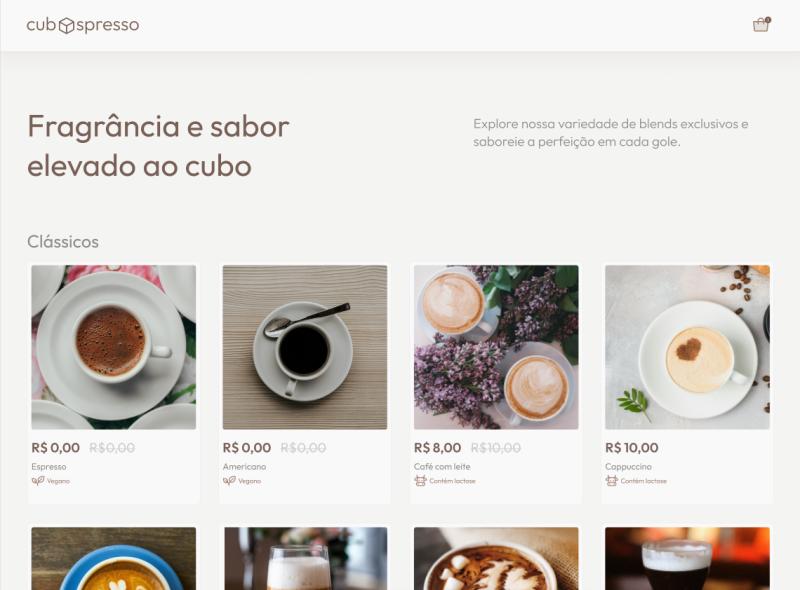 cubspresso
Fragrância e sabor
elevado ao cubo
Explore nossa variedade de blends exclusivos e
saboreie a perfeição em cada gole.
Clássicos
R$ 0,00 R$0,00
Espresso
Vegano
R$ 0,00 R$0,00
Americano
Vegano
R$ 8,00 R$10,00
Café com leite
Contém lactose
R$ 10,00
Cappuccino
Contém lactose